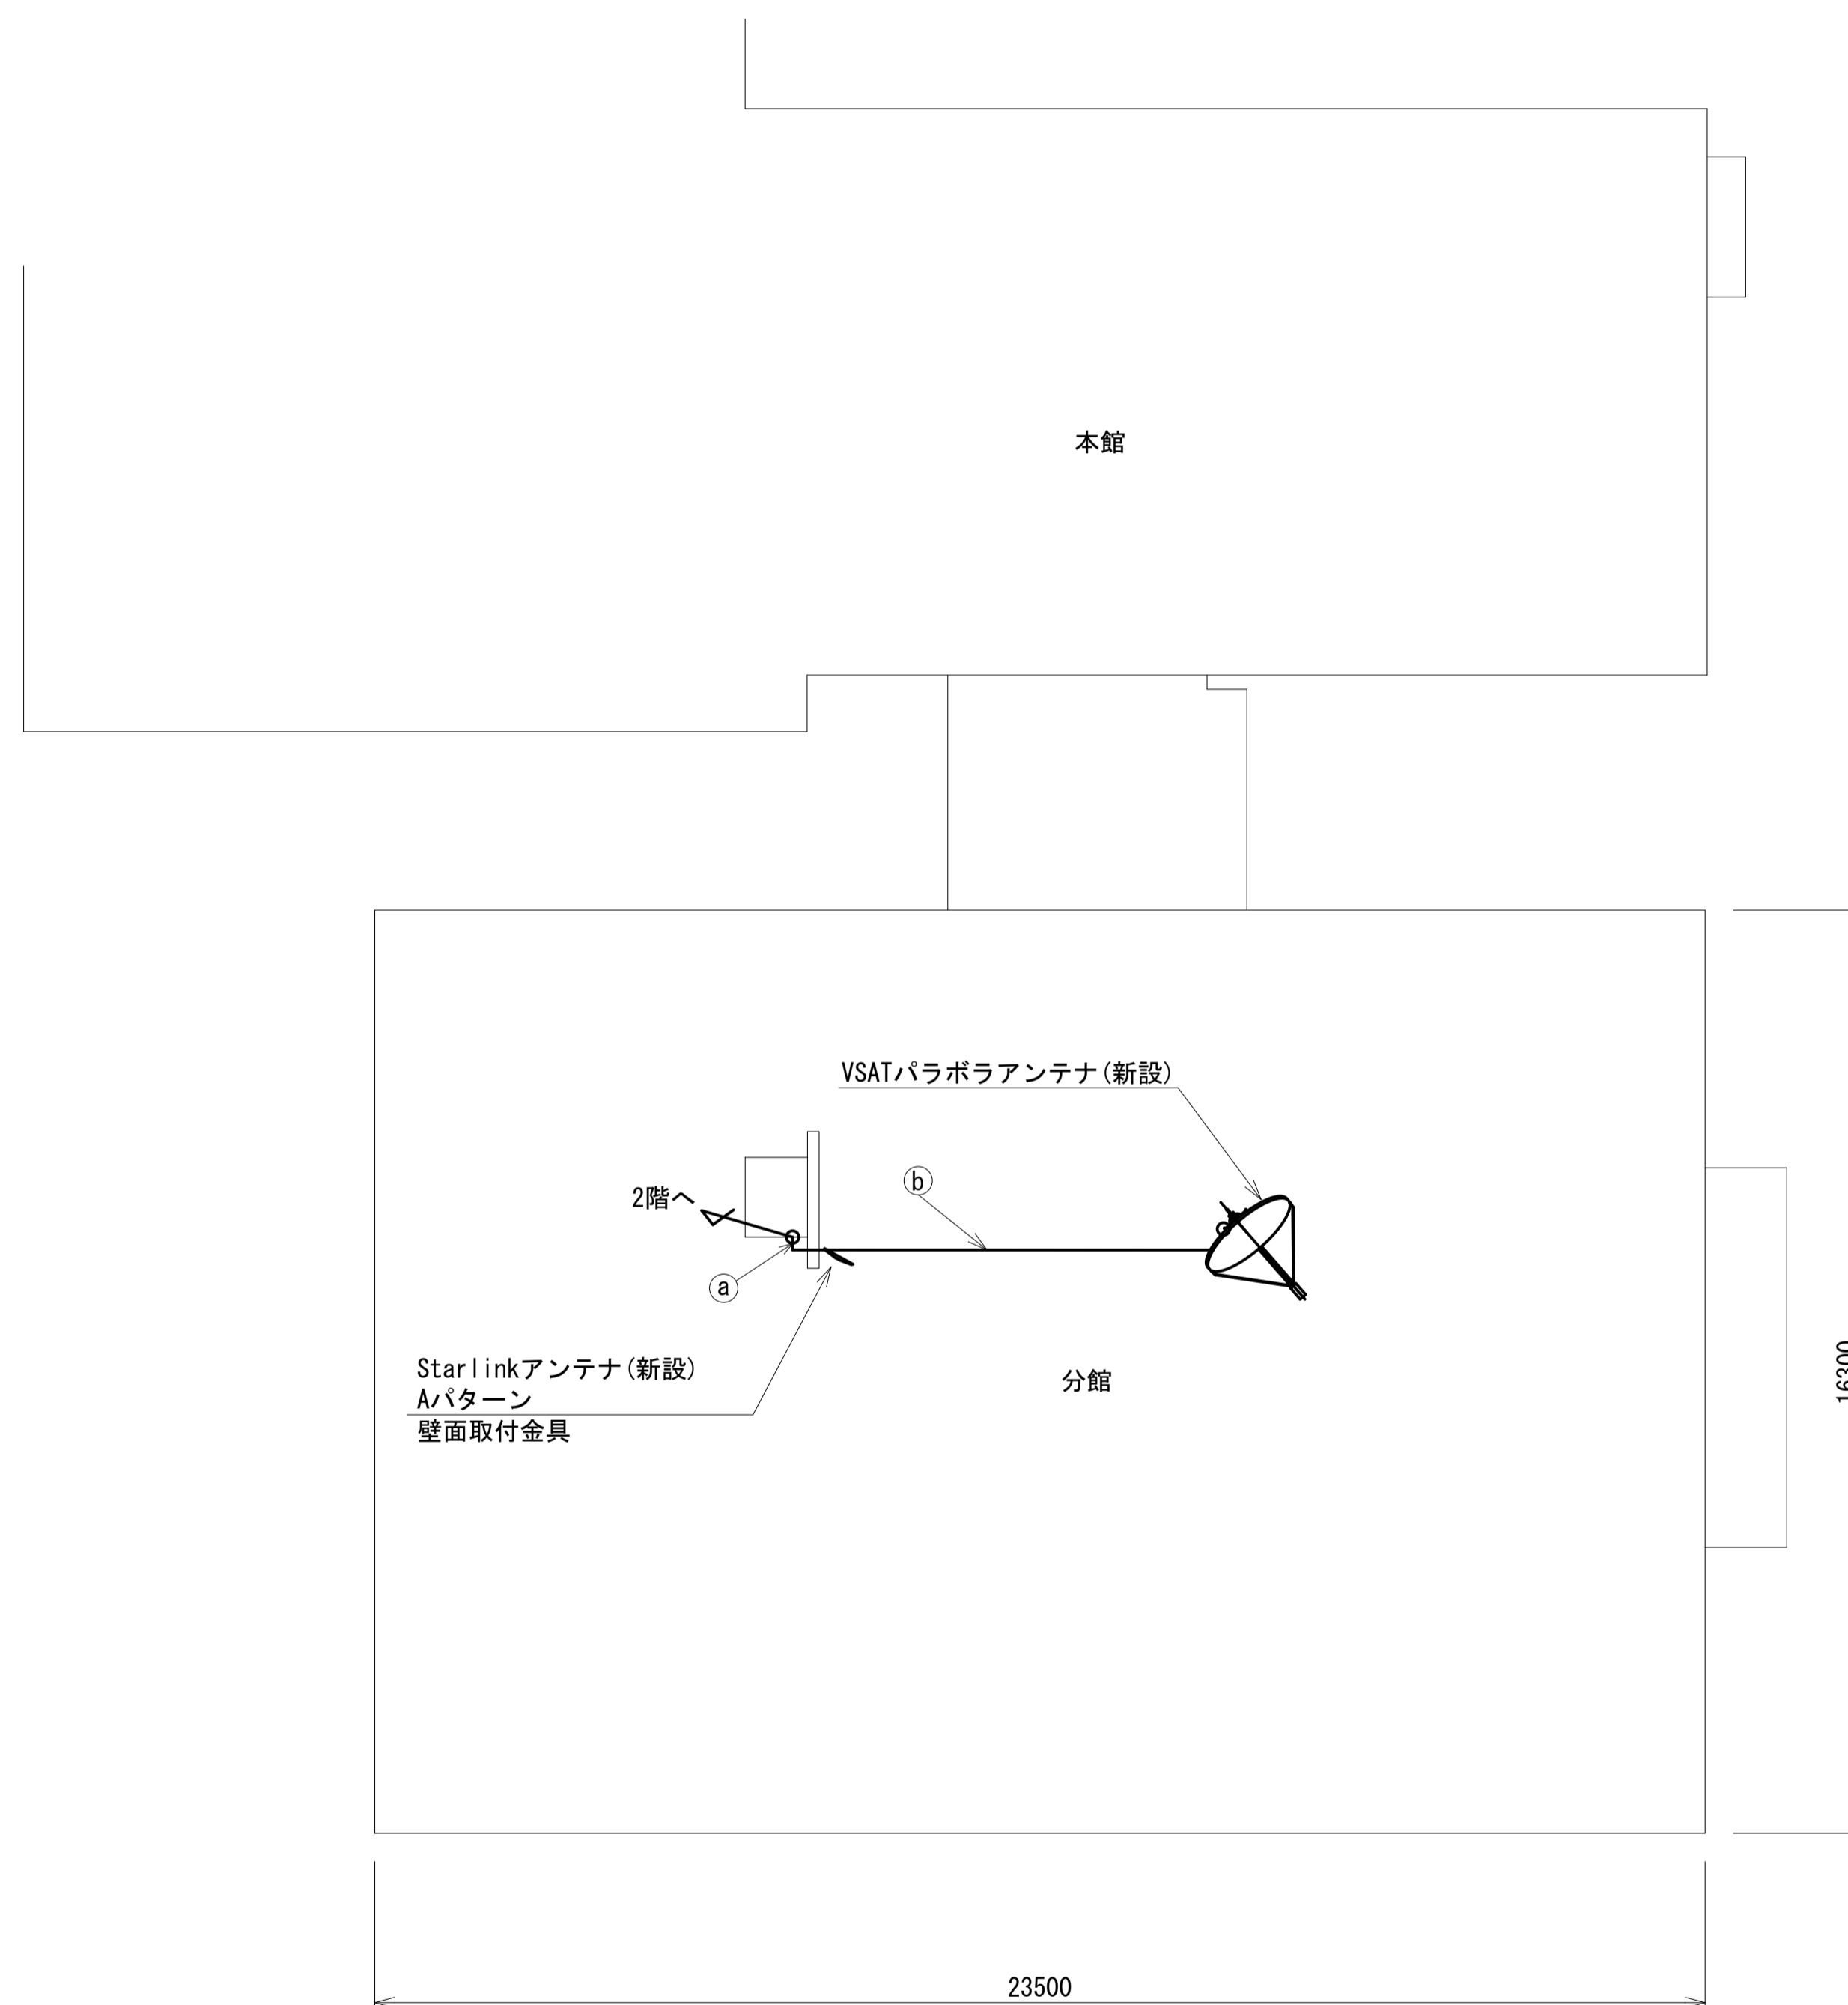 本館
VSATパラボラアンテナ(新設)
2階へ
b
a
Starlinkアンテナ(新設)
Aパターン
壁面取付金具
分館
16300
23500